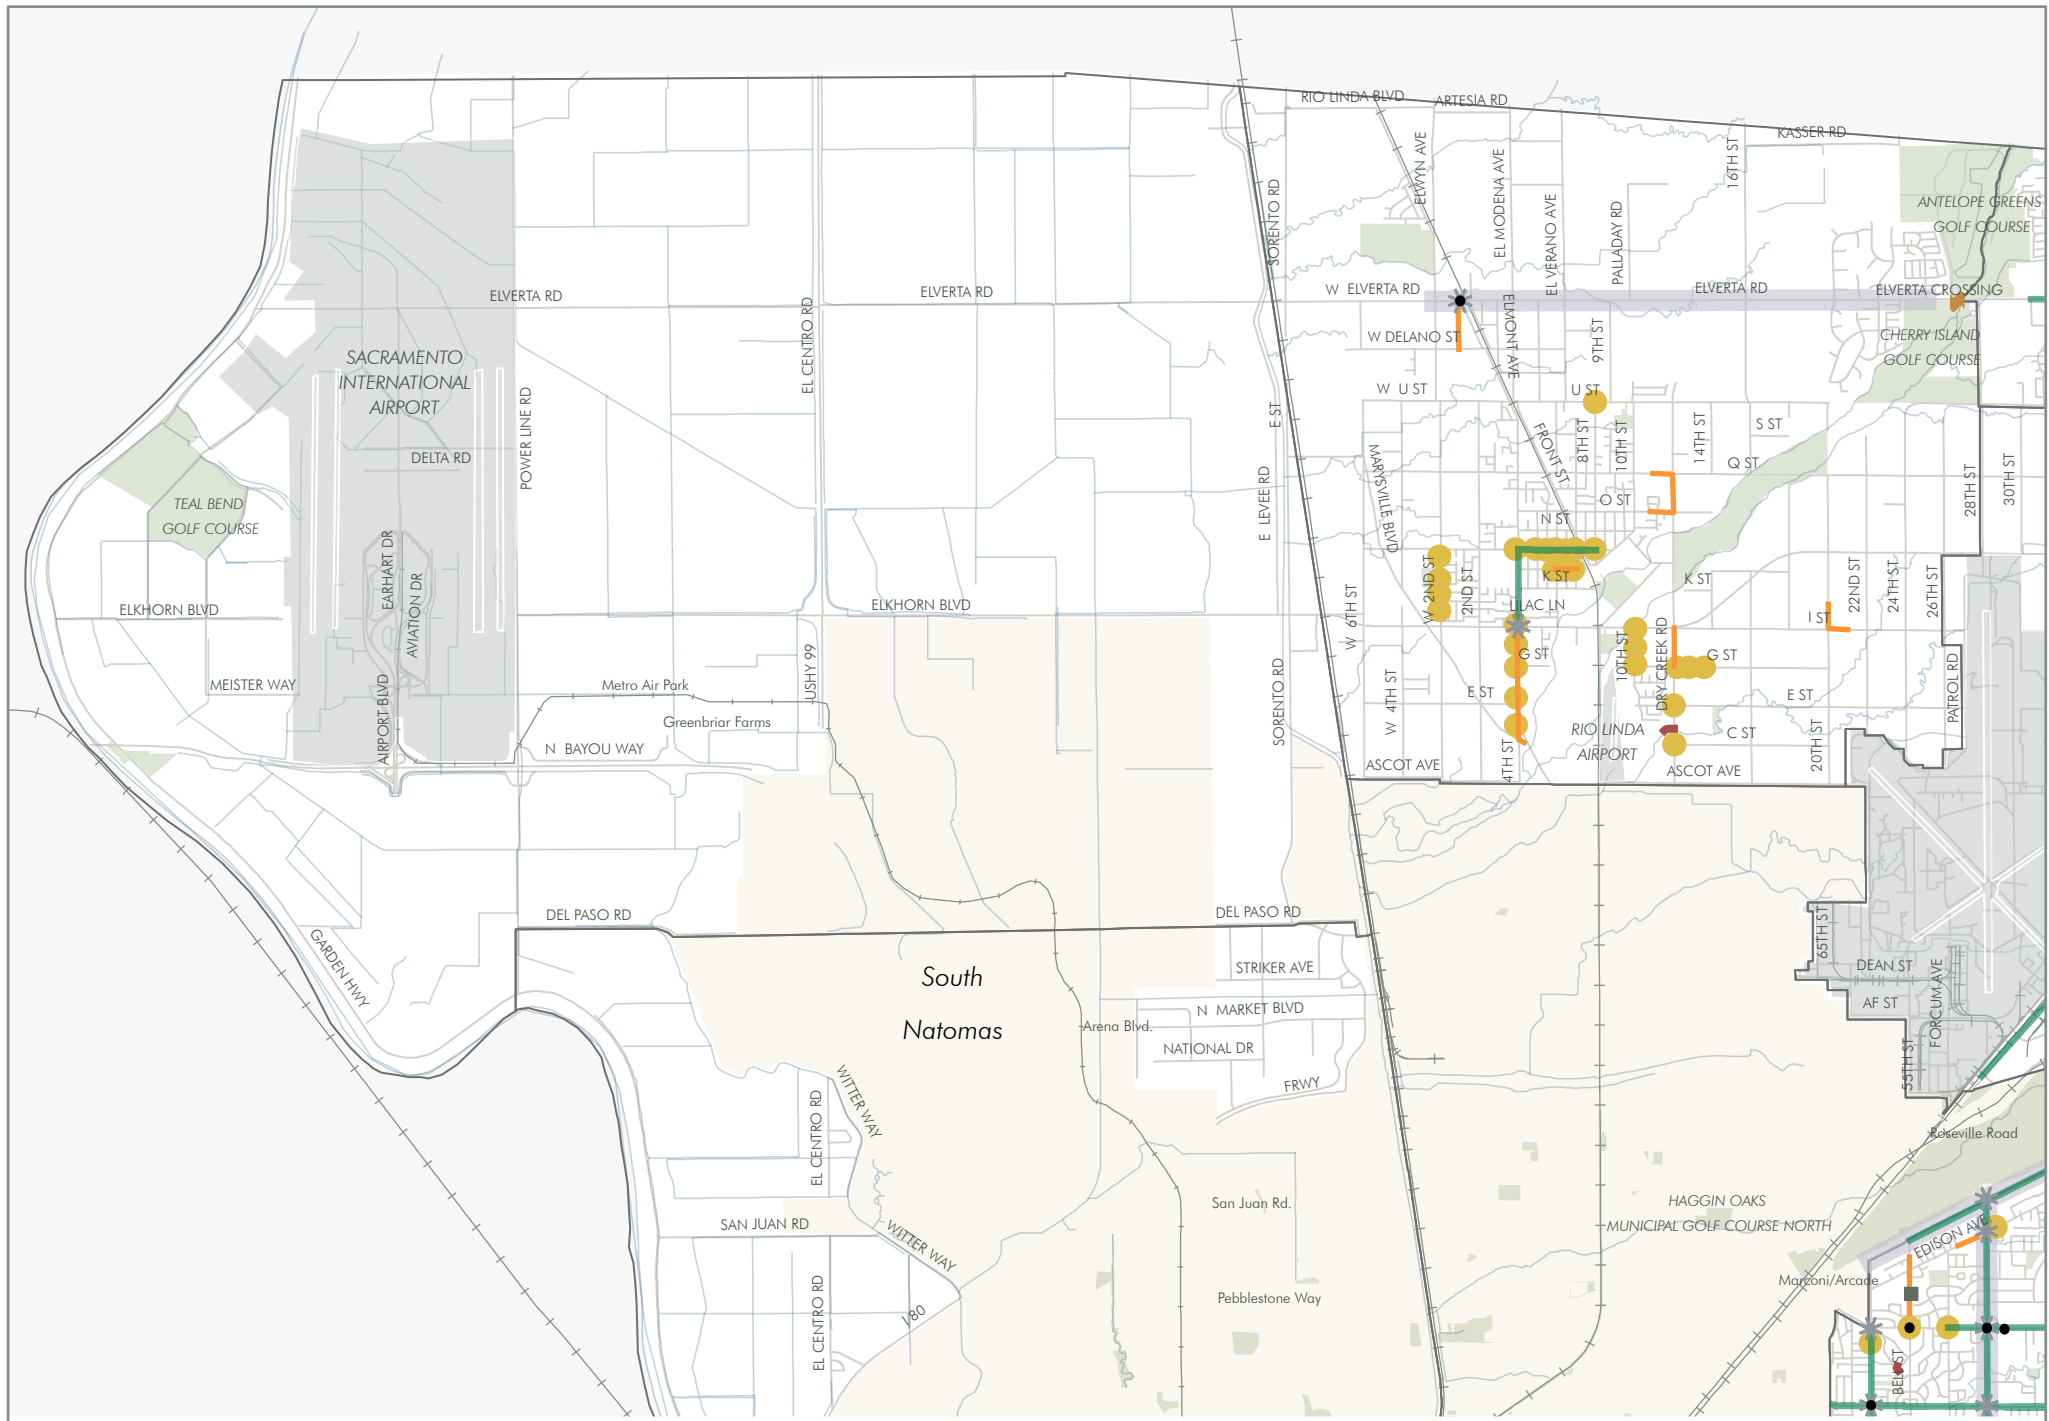 RIO LINDA BLVD
ARTESIA RD
KASSER RD
ELWYN AVE
16TH ST
EL MODENA AVE
SORENTO RD
EL VERANO AVE
PALLADAY RD
ANTELOPE GREENS
GOLF COURSE
ELVERTA RD
ELVERTA RD
W ELVERTA RD
ELVERTA RD
ELVERTA CROSSING
EL CENTRO RD
ELMONT AVE
W DELANO ST
9TH ST
CHERRY ISLAND
GOLF COURSE
SACRAMENTO
INTERNATIONAL
AIRPORT
POWER LINE RD
W U ST
U ST
E ST
S ST
FRONT ST
8TH ST
10TH ST
14TH ST
DELTA RD
Q ST
MARYSVILLE BLVD
28TH ST
30TH ST
E LEVEE RD
TEAL BEND
GOLF COURSE
O ST
N ST
EARHART DR
AVIATION DR
K ST
K ST
W 2ND ST
2ND ST
22ND ST
24TH ST
26TH ST
ELKHORN BLVD
ELKHORN BLVD
LILAC LN
W 6TH ST
I ST
G ST
G ST
10TH ST
DRY CREEK RD
USHY 99
MEISTER WAY
Metro Air Park
SORENTO RD
W 4TH ST
E ST
E ST
PATROL RD
AIRPORT BLVD
Greenbriar Farms
RIO LINDA
AIRPORT
C ST
N BAYOU WAY
20TH ST
4TH ST
ASCOT AVE
ASCOT AVE
DEL PASO RD
DEL PASO RD
65TH ST
GARDEN HWY
South
Natomas
STRIKER AVE
DEAN ST
AF ST
FORCUM AVE
N MARKET BLVD
Arena Blvd.
NATIONAL DR
55TH ST
FRWY
WITTER WAY
EL CENTRO RD
Roseville Road
San Juan Rd.
HAGGIN OAKS
MUNICIPAL GOLF COURSE NORTH
SAN JUAN RD
WITTER WAY
EDISON AVE
Marconi/Arcade
Pebblestone Way
EL CENTRO RD
I 80
BELL ST